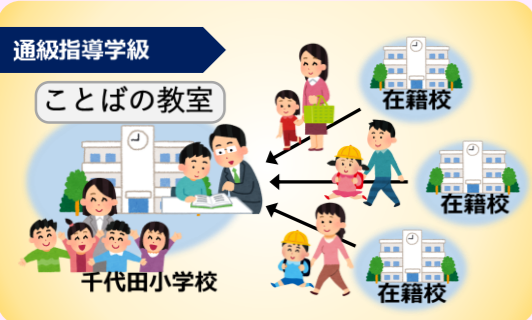 通級指導学級
ことばの教室
千代田小学校
在籍校
在籍校
在籍校